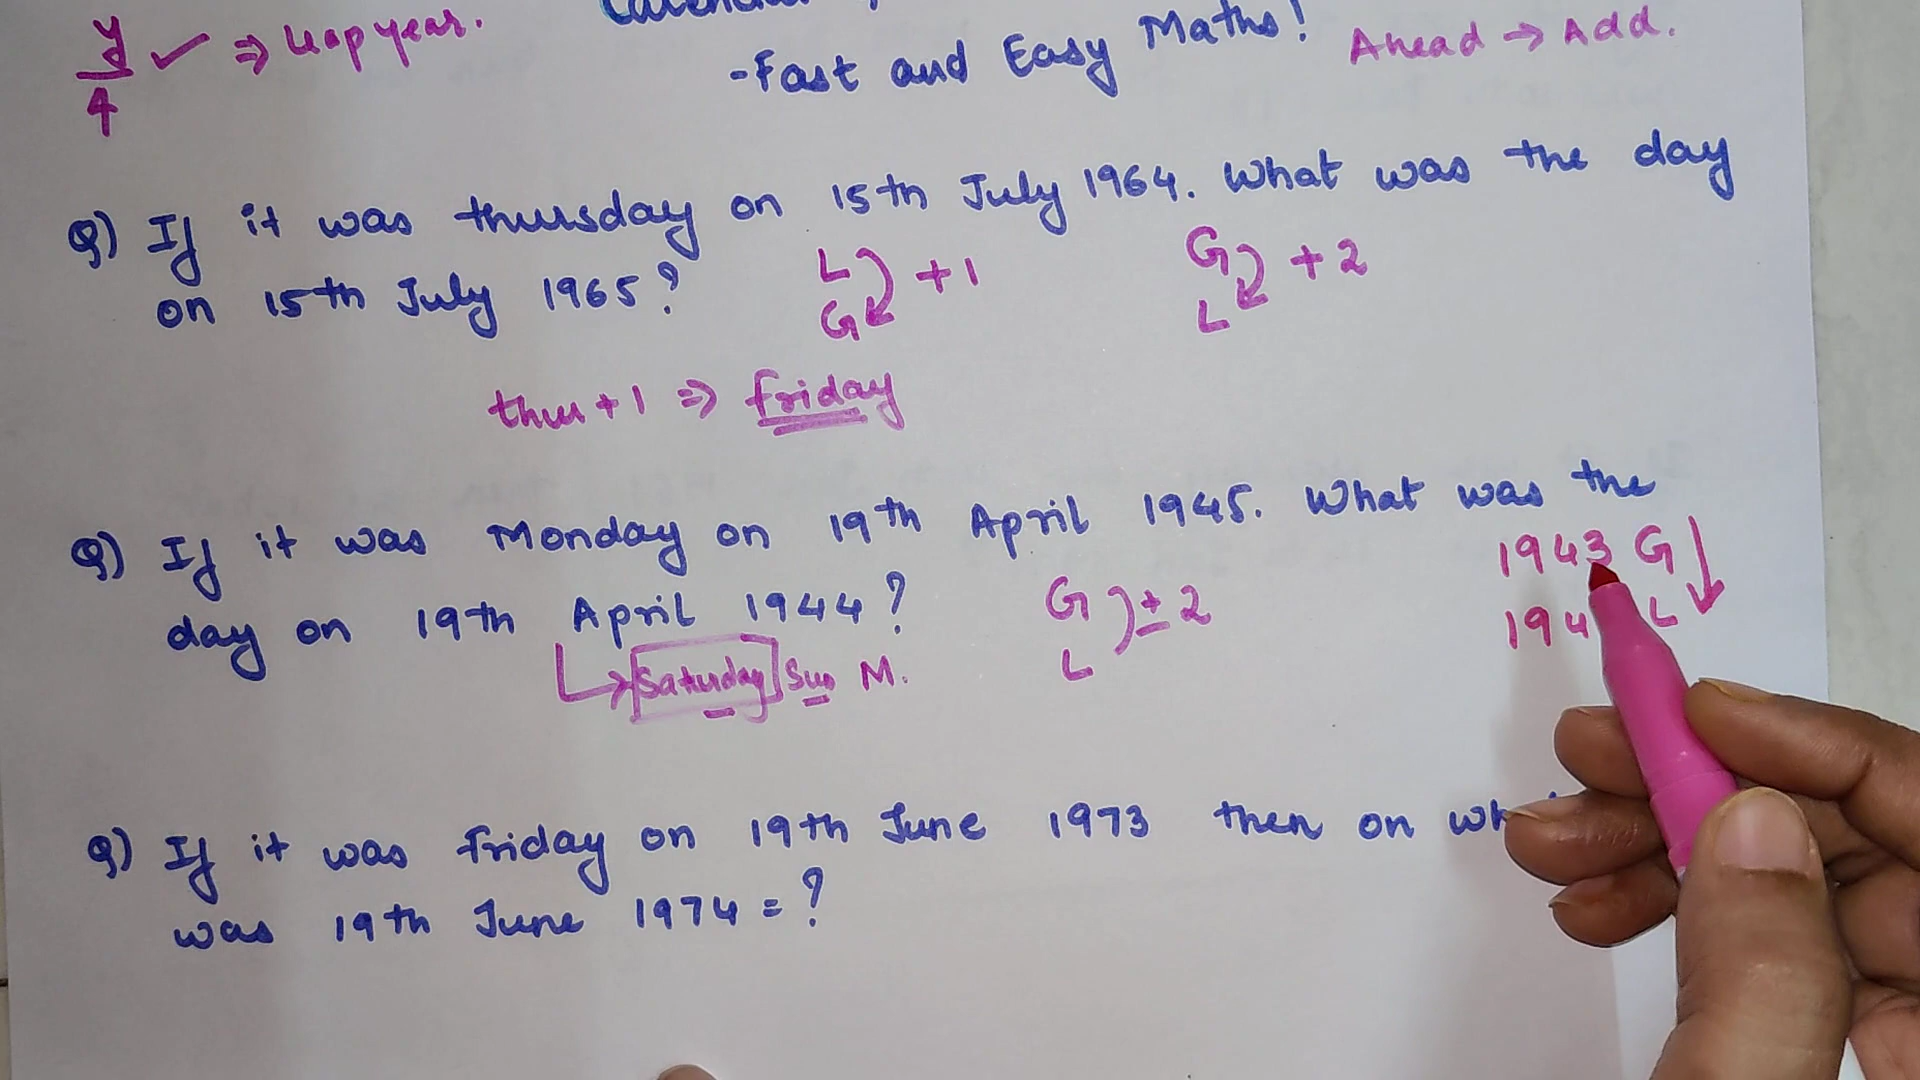 y/4 ✓ ⇒ Leap year.
- Fast and Easy Maths!
Ahead → Add.
Q) If it was thursday on 15th July 1964. What was the day
on 15th July 1965?
L
G
+1
G
L
+2
thur + 1 ⇒ friday
Q) If it was Monday on 19th April 1945. What was the
day on 19th April 1944?
G
L
± 2
1943 G
194 L
Saturday Sun M.
Q) If it was friday on 19th June 1973 then on
was 19th June 1974 = ?